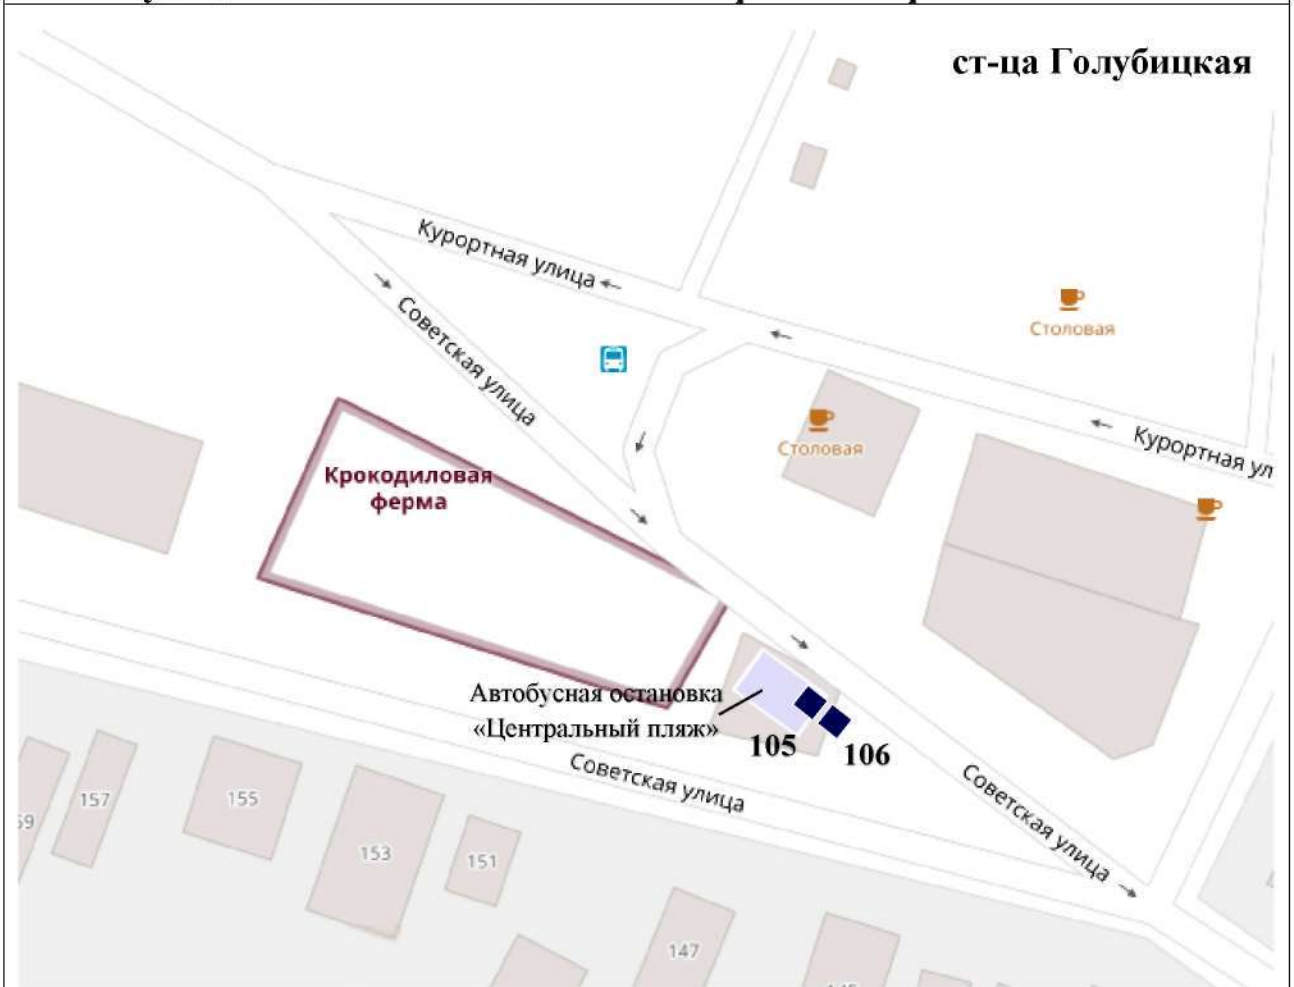 ст-ца Голубицкая
Курортная улица
Советская улица
Столовая
Столовая
Курортная ул
Крокодиловая
ферма
Автобусная остановка
«Центральный пляж»
105
106
Советская улица
Советская улица
59
157
155
153
151
147